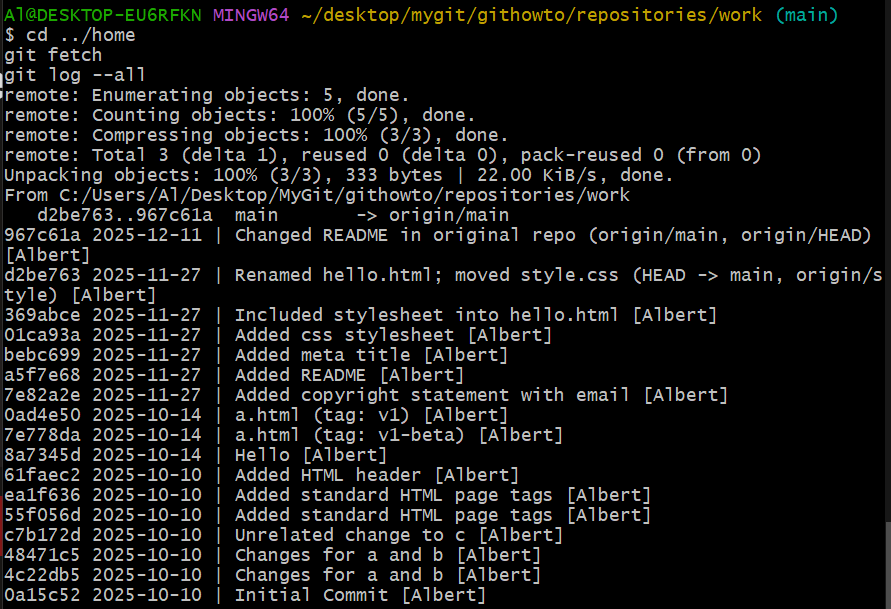 Al@DESKTOP-EU6RFKN MINGW64 ~/desktop/mygit/githowto/repositories/work (main)
$ cd ../home
git fetch
git log --all
remote: Enumerating objects: 5, done.
remote: Counting objects: 100% (5/5), done.
remote: Compressing objects: 100% (3/3), done.
remote: Total 3 (delta 1), reused 0 (delta 0), pack-reused 0 (from 0)
Unpacking objects: 100% (3/3), 333 bytes | 22.00 KiB/s, done.
From C:/Users/Al/Desktop/MyGit/githowto/repositories/work
   d2be763..967c61a  main       -> origin/main
967c61a 2025-12-11 | Changed README in original repo (origin/main, origin/HEAD)
[Albert]
d2be763 2025-11-27 | Renamed hello.html; moved style.css (HEAD -> main, origin/s
tyle) [Albert]
369abce 2025-11-27 | Included stylesheet into hello.html [Albert]
01ca93a 2025-11-27 | Added css stylesheet [Albert]
bebc699 2025-11-27 | Added meta title [Albert]
a5f7e68 2025-11-27 | Added README [Albert]
7e82a2e 2025-11-27 | Added copyright statement with email [Albert]
0ad4e50 2025-10-14 | a.html (tag: v1) [Albert]
7e778da 2025-10-14 | a.html (tag: v1-beta) [Albert]
8a7345d 2025-10-14 | Hello [Albert]
61faec2 2025-10-10 | Added HTML header [Albert]
ea1f636 2025-10-10 | Added standard HTML page tags [Albert]
55f056d 2025-10-10 | Added standard HTML page tags [Albert]
c7b172d 2025-10-10 | Unrelated change to c [Albert]
48471c5 2025-10-10 | Changes for a and b [Albert]
4c22db5 2025-10-10 | Changes for a and b [Albert]
0a15c52 2025-10-10 | Initial Commit [Albert]